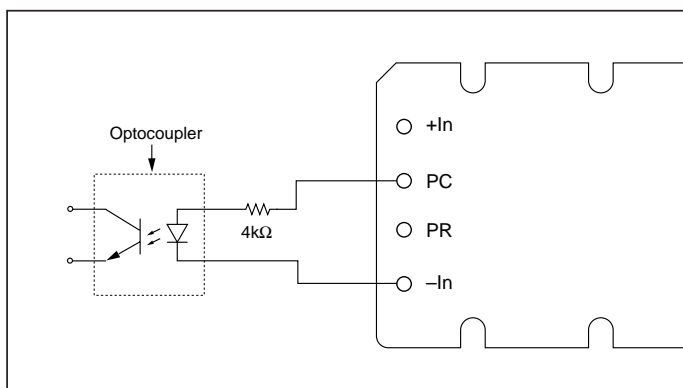 Optocoupler
4kΩ
+In
PC
PR
–In